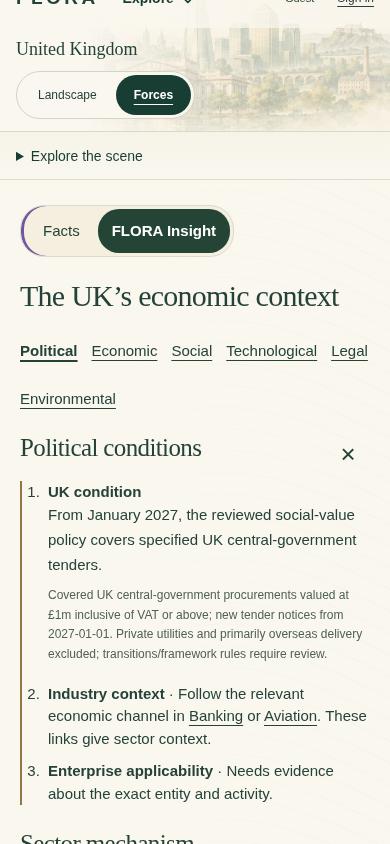 FLORA Explore Guest Sign in
United Kingdom
Landscape Forces
Explore the scene
Facts FLORA Insight
The UK’s economic context
Political Economic Social Technological Legal
Environmental
Political conditions ✕
1. UK condition
From January 2027, the reviewed social-value
policy covers specified UK central-government
tenders.
Covered UK central-government procurements valued at
£1m inclusive of VAT or above; new tender notices from
2027-01-01. Private utilities and primarily overseas delivery
excluded; transitions/framework rules require review.
2. Industry context · Follow the relevant
economic channel in Banking or Aviation. These
links give sector context.
3. Enterprise applicability · Needs evidence
about the exact entity and activity.
Sector mechanism